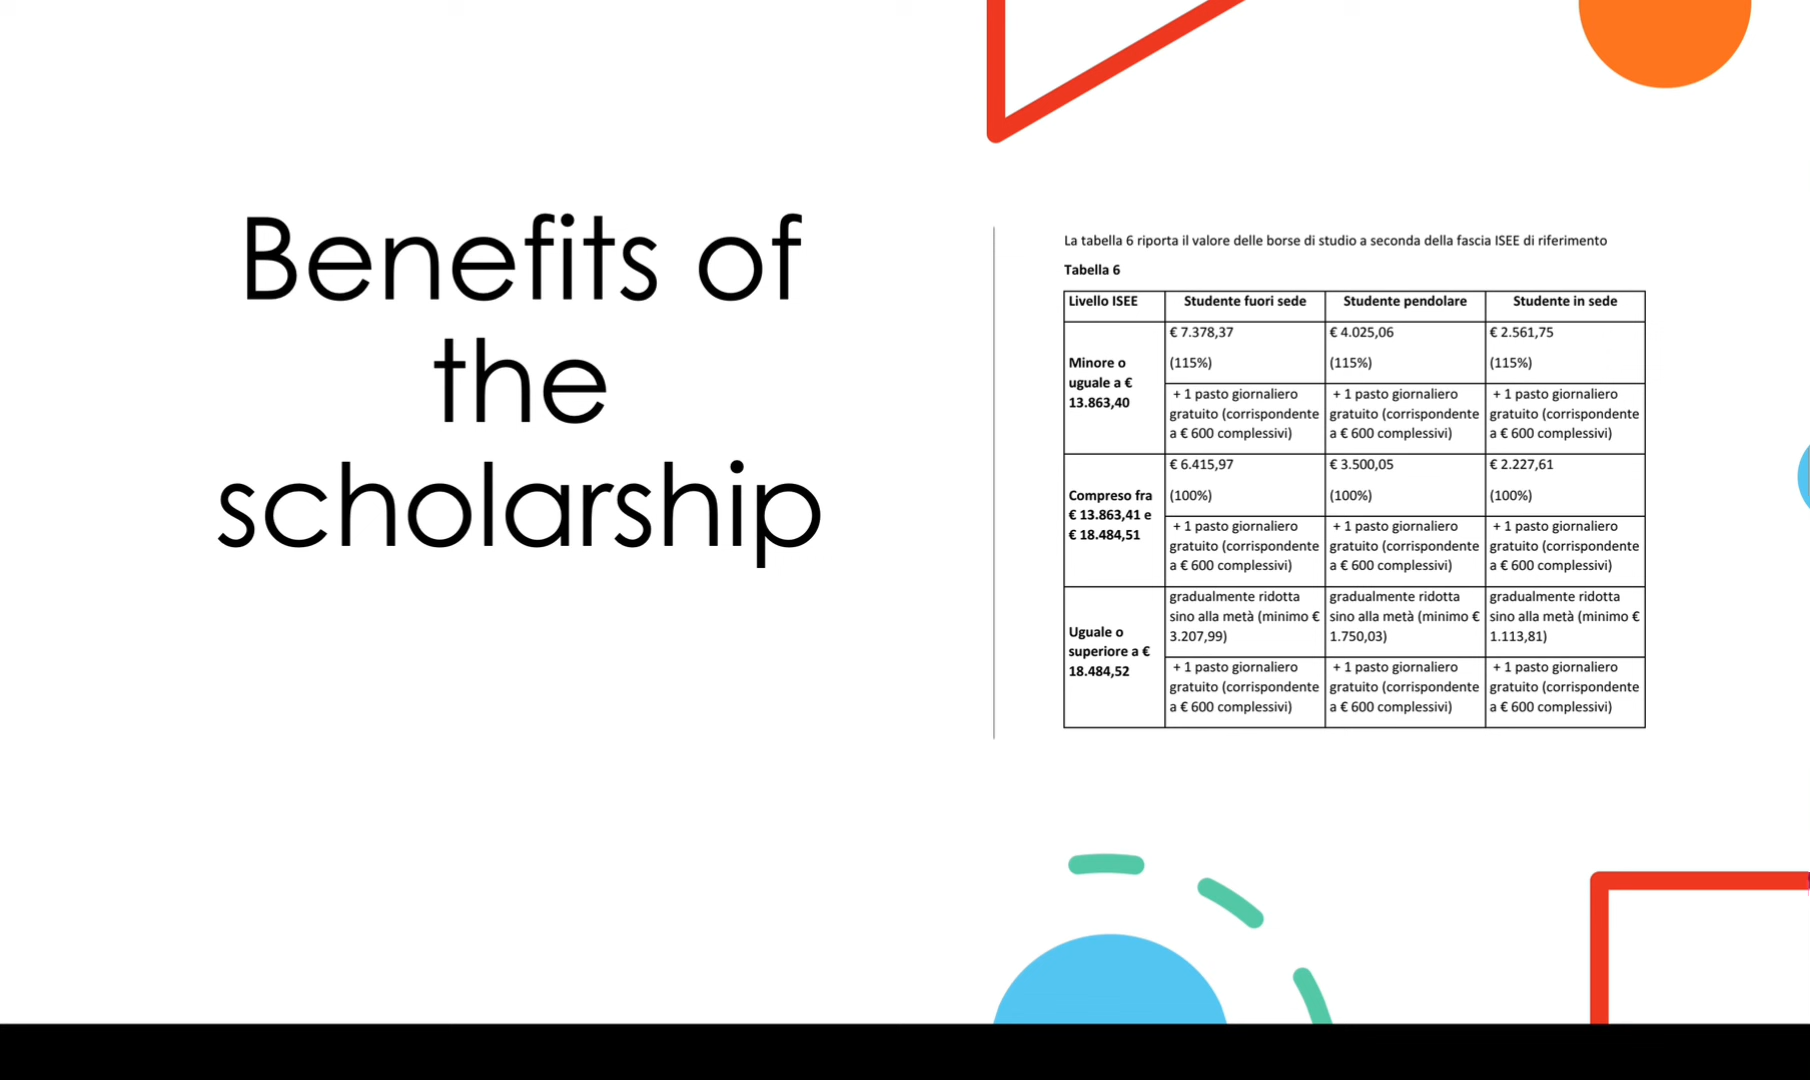 Benefits of
the
scholarship
La tabella 6 riporta il valore delle borse di studio a seconda della fascia ISEE di riferimento
Tabella 6
Livello ISEE
Studente fuori sede
Studente pendolare
Studente in sede
Minore o
uguale a €
13.863,40
€ 7.378,37
(115%)
€ 4.025,06
(115%)
€ 2.561,75
(115%)
+ 1 pasto giornaliero
gratuito (corrispondente
a € 600 complessivi)
+ 1 pasto giornaliero
gratuito (corrispondente
a € 600 complessivi)
+ 1 pasto giornaliero
gratuito (corrispondente
a € 600 complessivi)
Compreso fra
€ 13.863,41 e
€ 18.484,51
€ 6.415,97
(100%)
€ 3.500,05
(100%)
€ 2.227,61
(100%)
+ 1 pasto giornaliero
gratuito (corrispondente
a € 600 complessivi)
+ 1 pasto giornaliero
gratuito (corrispondente
a € 600 complessivi)
+ 1 pasto giornaliero
gratuito (corrispondente
a € 600 complessivi)
Uguale o
superiore a €
18.484,52
gradualmente ridotta
sino alla metà (minimo €
3.207,99)
gradualmente ridotta
sino alla metà (minimo €
1.750,03)
gradualmente ridotta
sino alla metà (minimo €
1.113,81)
+ 1 pasto giornaliero
gratuito (corrispondente
a € 600 complessivi)
+ 1 pasto giornaliero
gratuito (corrispondente
a € 600 complessivi)
+ 1 pasto giornaliero
gratuito (corrispondente
a € 600 complessivi)